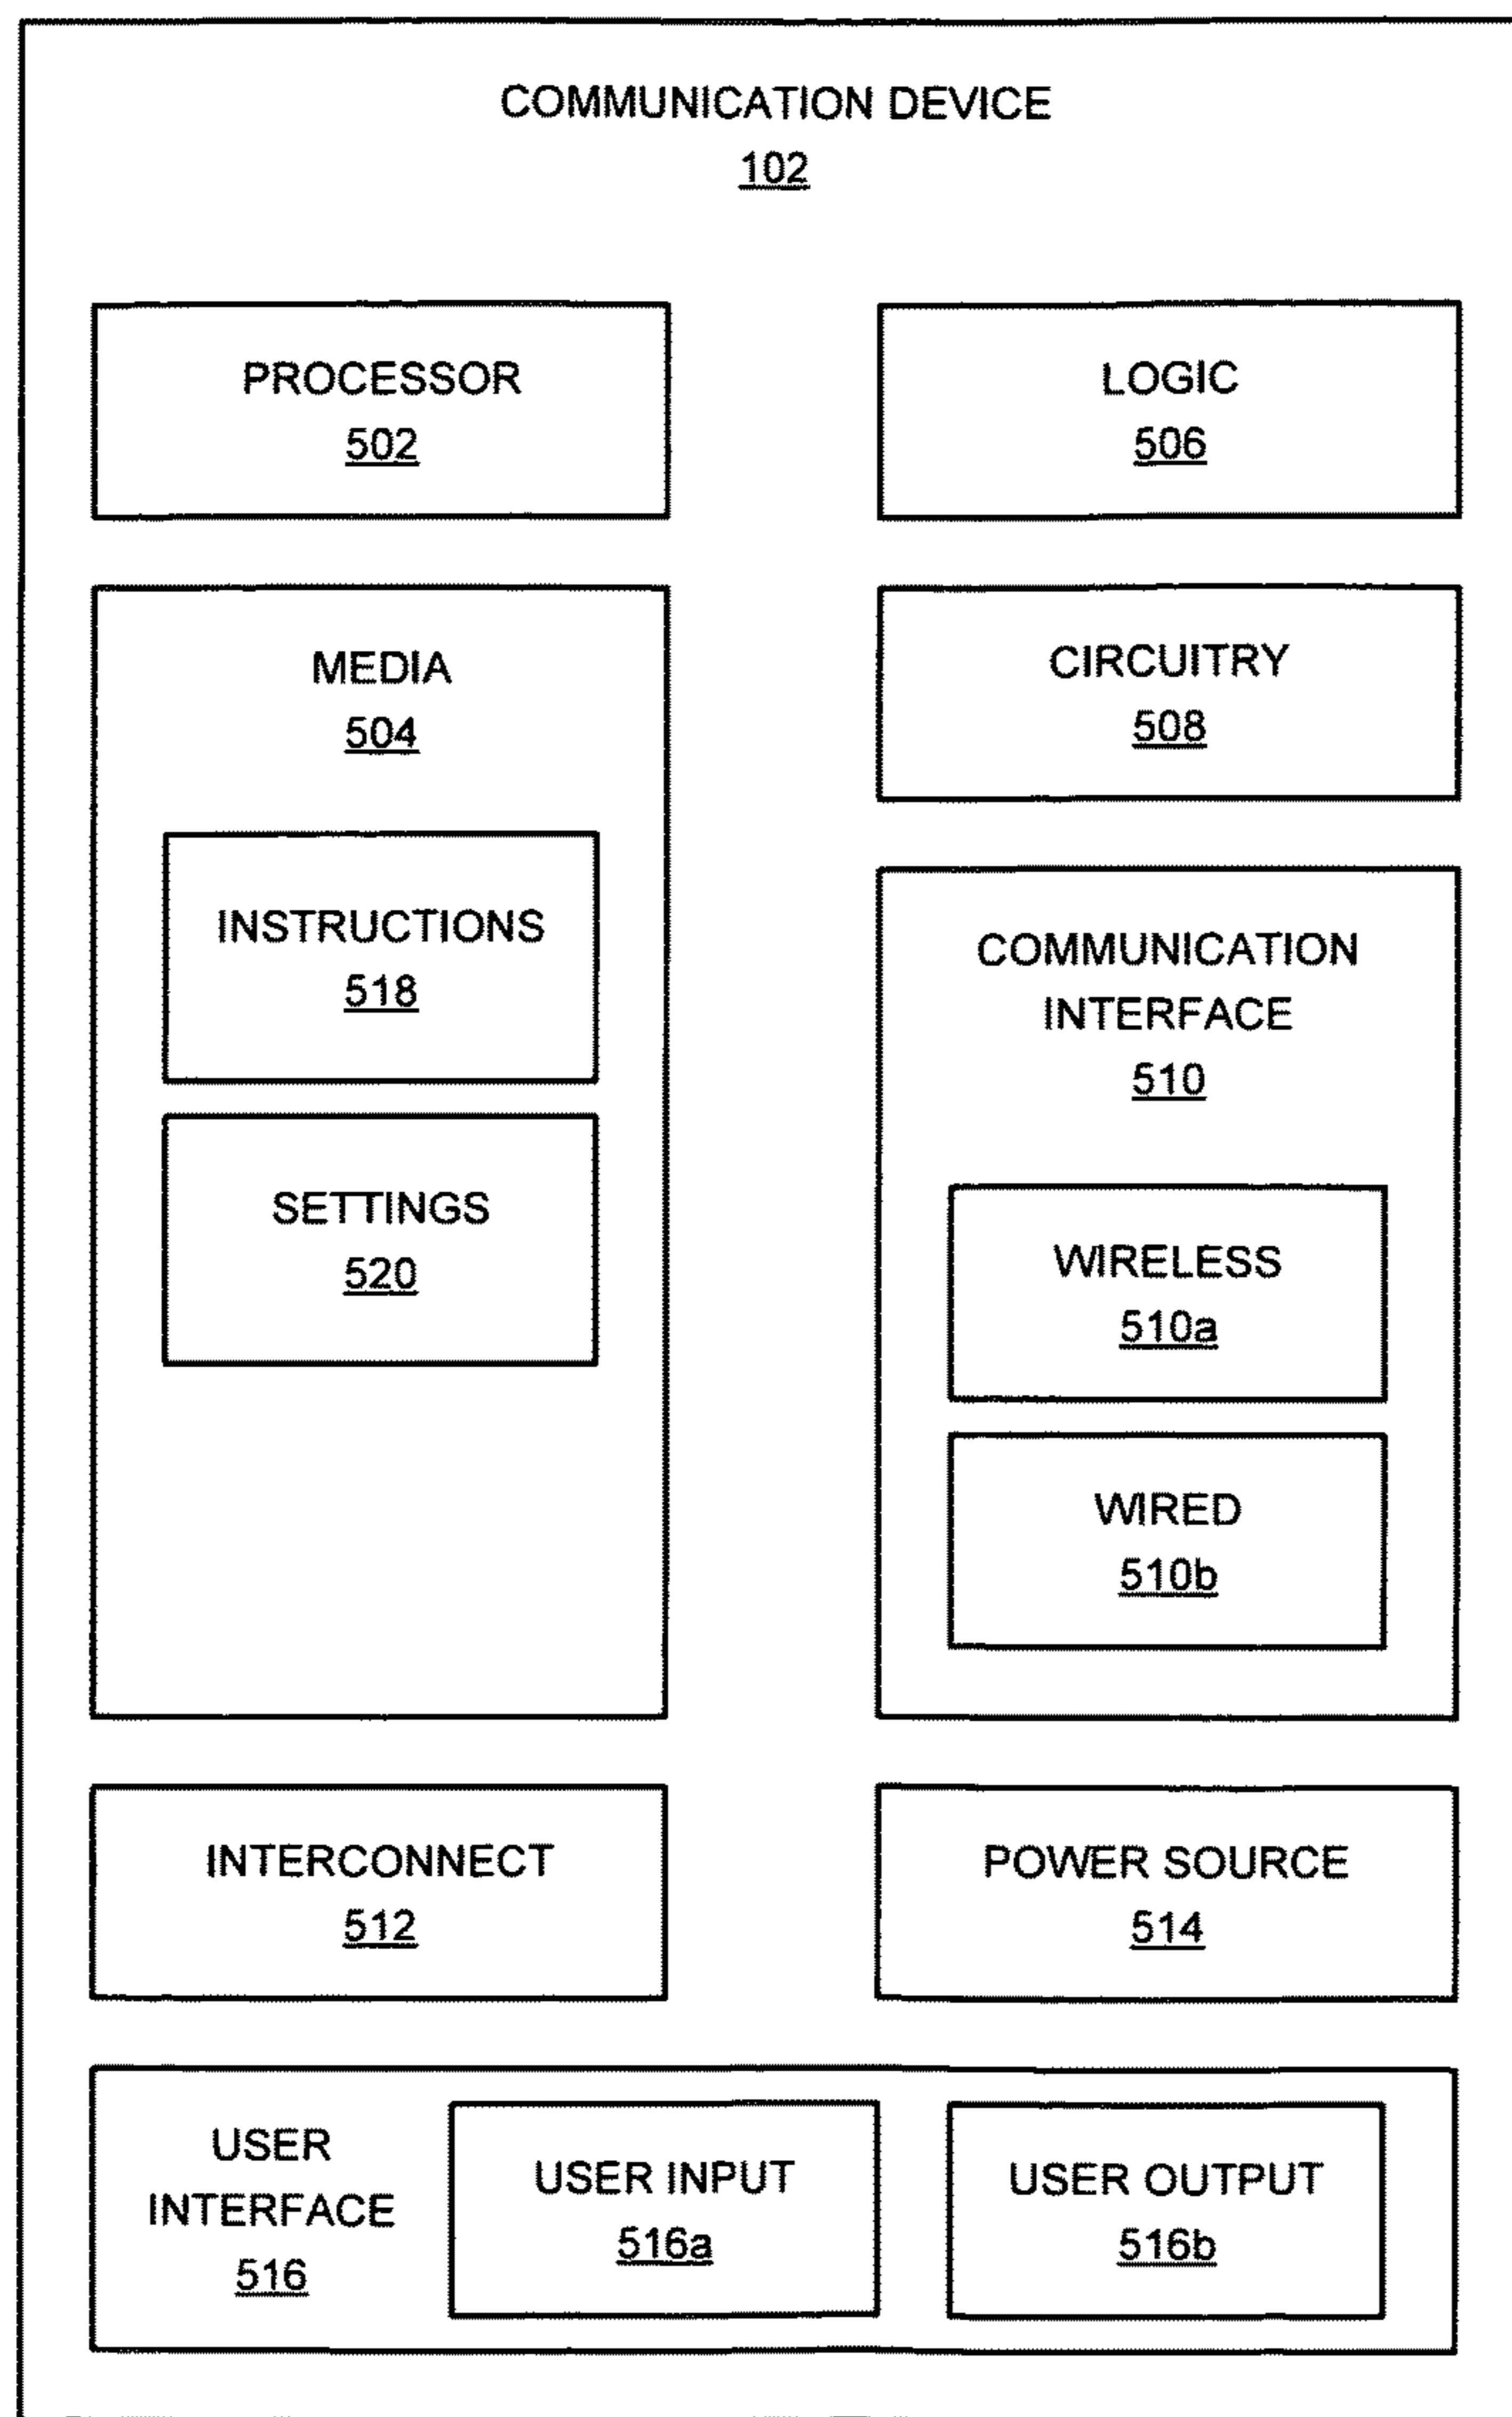 COMMUNICATION DEVICE
102
PROCESSOR
502
LOGIC
506
MEDIA
504
INSTRUCTIONS
518
SETTINGS
520
CIRCUITRY
508
COMMUNICATION
INTERFACE
510
WIRELESS
510a
WIRED
510b
INTERCONNECT
512
POWER SOURCE
514
USER
INTERFACE
516
USER INPUT
516a
USER OUTPUT
516b